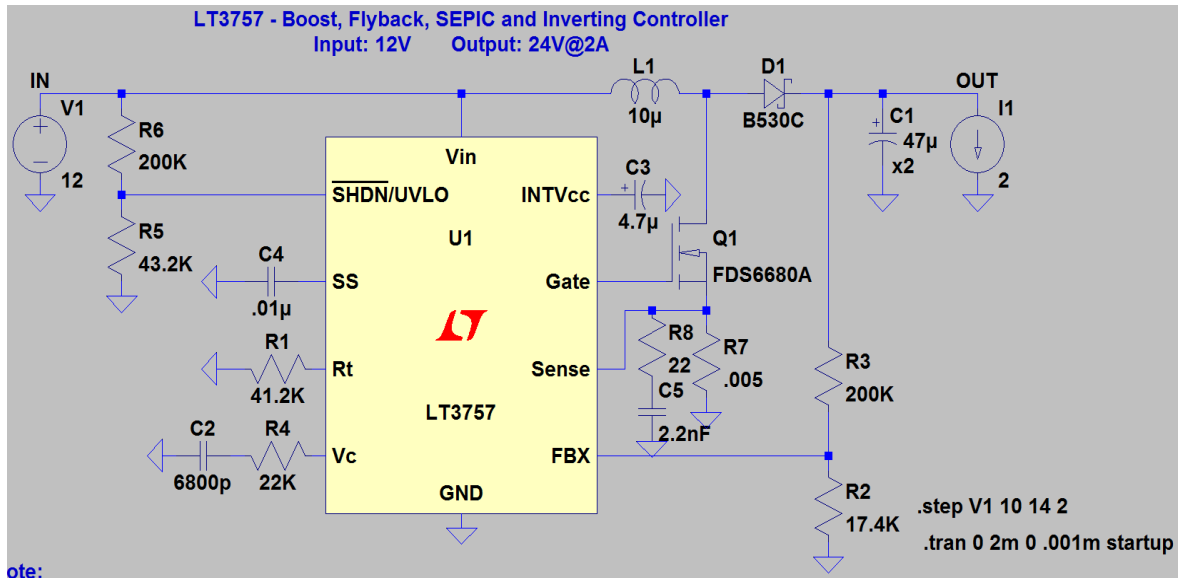 LT3757 - Boost, Flyback, SEPIC and Inverting Controller
Input: 12V Output: 24V@2A
IN
V1
12
R6
200K
R5
43.2K
C4
.01µ
R1
41.2K
C2
6800p
R4
22K
Vin
SHDN/UVLO
INTVcc
U1
SS
Gate
Rt
Sense
LT3757
Vc
FBX
GND
L1
10µ
D1
B530C
OUT
C1
47µ
x2
I1
2
C3
4.7µ
Q1
FDS6680A
R8
22
C5
2.2nF
R7
.005
R3
200K
R2
17.4K
.step V1 10 14 2
.tran 0 2m 0 .001m startup
ote: